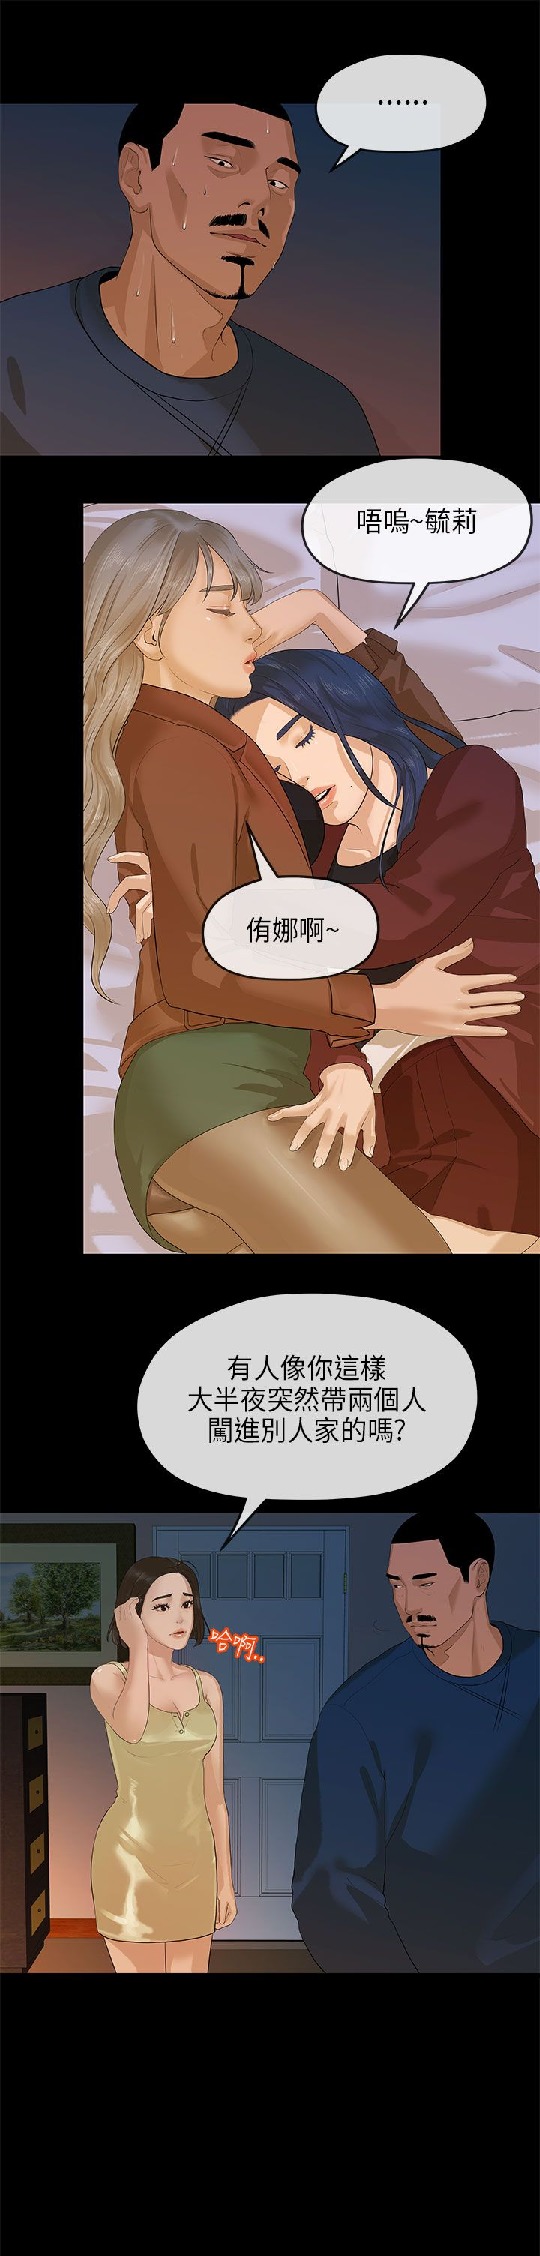 ......
唔嗚~毓莉
侑娜啊~
有人像你這樣
大半夜突然帶兩個人
闖進別人家的嗎?
哈啊..